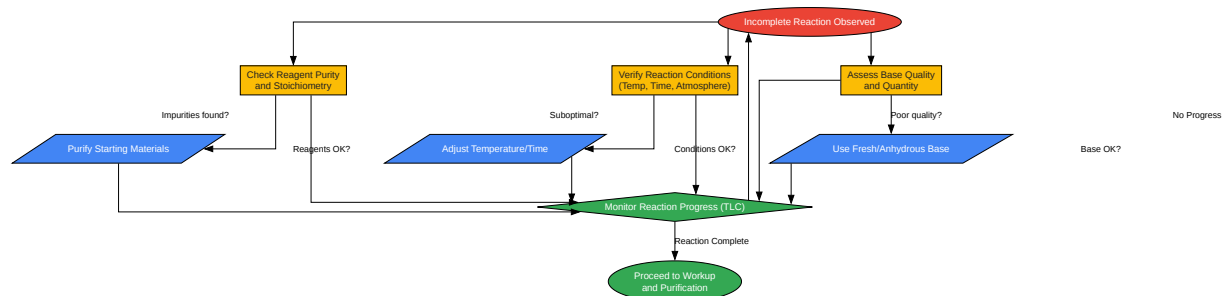 Incomplete Reaction Observed
Check Reagent Purity
and Stoichiometry
Verify Reaction Conditions
(Temp, Time, Atmosphere)
Assess Base Quality
and Quantity
Impurities found?
Suboptimal?
Poor quality?
No Progress
Purify Starting Materials
Reagents OK?
Adjust Temperature/Time
Conditions OK?
Use Fresh/Anhydrous Base
Base OK?
Monitor Reaction Progress (TLC)
Reaction Complete
Proceed to Workup
and Purification